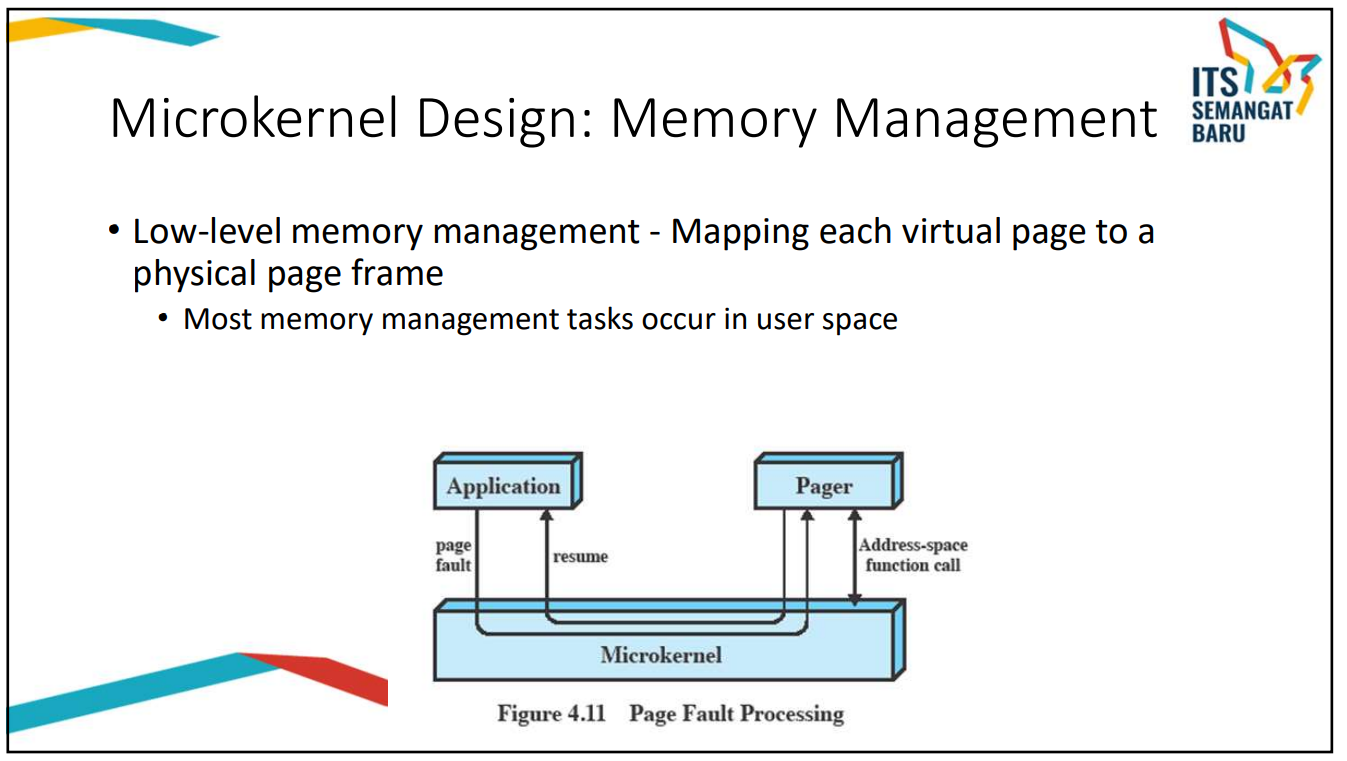 ITS
SEMANGAT
BARU
Microkernel Design: Memory Management
• Low-level memory management - Mapping each virtual page to a
physical page frame
• Most memory management tasks occur in user space
Application
Pager
page
fault
resume
Address-space
function call
Microkernel
Figure 4.11 Page Fault Processing